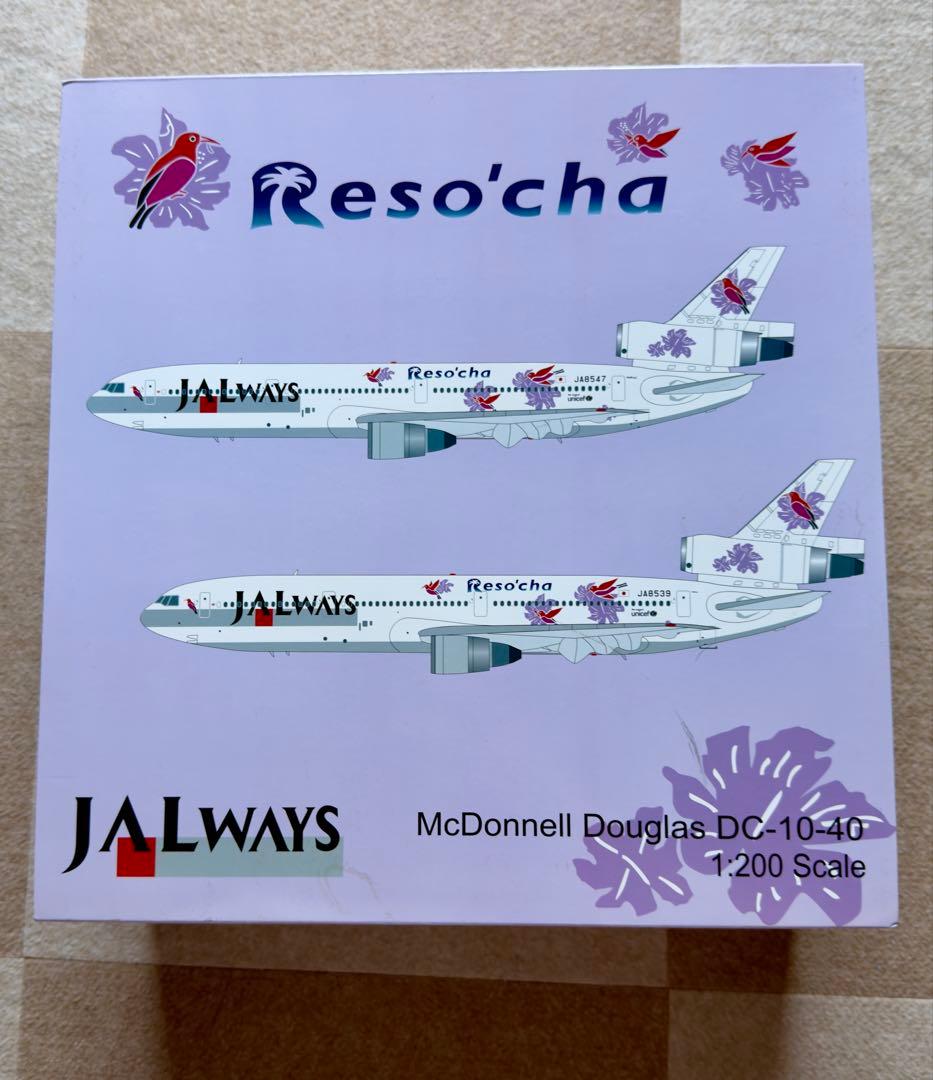 Reso'cha
Reso'cha
JALWAYS
JA8547
unicef
Reso'cha
JALWAYS
JA8539
unicef
JALWAYS
McDonnell Douglas DC-10-40
1:200 Scale